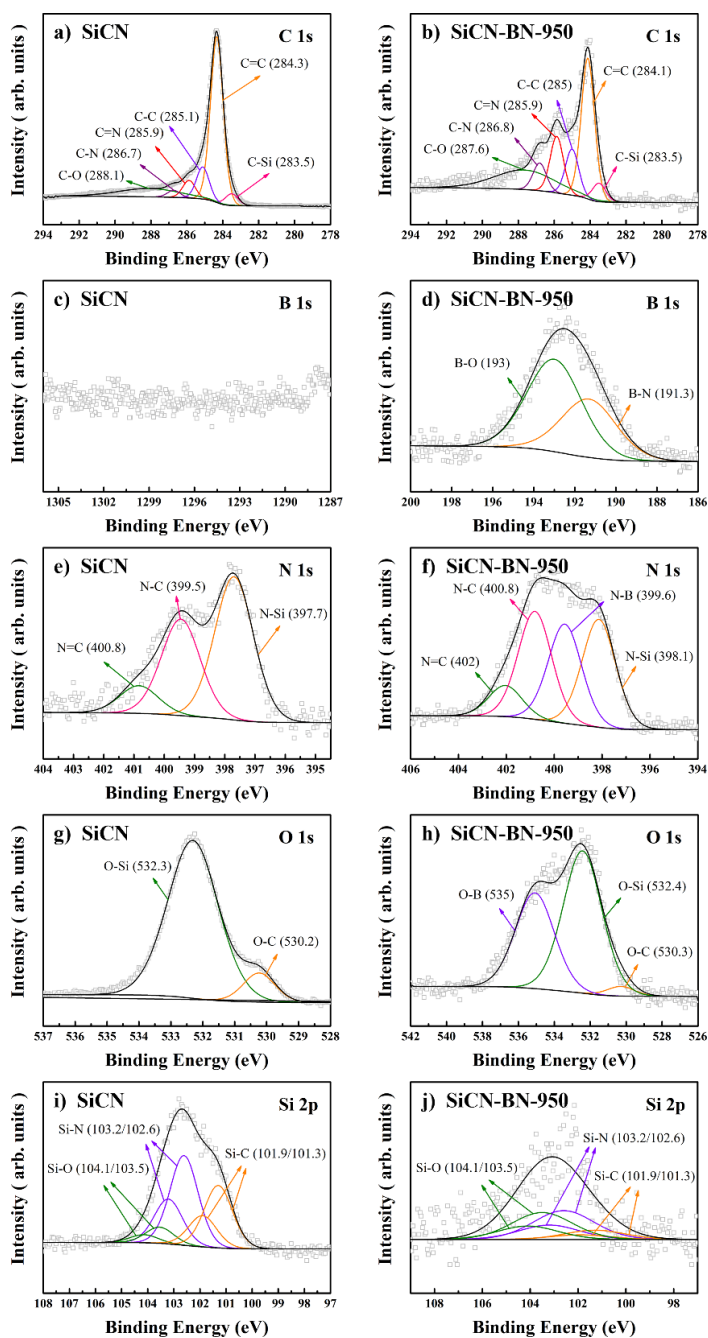 a) SiCN C 1s
C=C (284.3)
C-C (285.1)
C=N (285.9)
C-N (286.7)
C-O (288.1)
C-Si (283.5)
Intensity ( arb. units)
294 292 290 288 286 284 282 280 278
Binding Energy (eV)
b) SiCN-BN-950 C 1s
C=C (284.1)
C-C (285)
C=N (285.9)
C-N (286.8)
C-O (287.6)
C-Si (283.5)
Intensity ( arb. units)
294 292 290 288 286 284 282 280 278
Binding Energy (eV)
c) SiCN B 1s
Intensity ( arb. units )
1305 1302 1299 1296 1293 1290 1287
Binding Energy (eV)
d) SiCN-BN-950 B 1s
B-O (193)
B-N (191.3)
Intensity ( arb. units )
200 198 196 194 192 190 188 186
Binding Energy (eV)
e) SiCN N 1s
N-C (399.5)
N-Si (397.7)
N=C (400.8)
Intensity ( arb. units )
404 403 402 401 400 399 398 397 396 395
Binding Energy (eV)
f) SiCN-BN-950 N 1s
N-C (400.8)
N-B (399.6)
N=C (402)
N-Si (398.1)
Intensity ( arb. units )
406 404 402 400 398 396 394
Binding Energy (eV)
g) SiCN O 1s
O-Si (532.3)
O-C (530.2)
Intensity ( arb. units)
537 536 535 534 533 532 531 530 529 528
Binding Energy (eV)
h) SiCN-BN-950 O 1s
O-B (535)
O-Si (532.4)
O-C (530.3)
Intensity ( arb. units )
542 540 538 536 534 532 530 528 526
Binding Energy (eV)
i) SiCN Si 2p
Si-N (103.2/102.6)
Si-O (104.1/103.5)
Si-C (101.9/101.3)
Intensity ( arb. units )
108 107 106 105 104 103 102 101 100 99 98 97
Binding Energy (eV)
j) SiCN-BN-950 Si 2p
Si-N (103.2/102.6)
Si-O (104.1/103.5)
Si-C (101.9/101.3)
Intensity ( arb. units )
108 106 104 102 100 98
Binding Energy (eV)